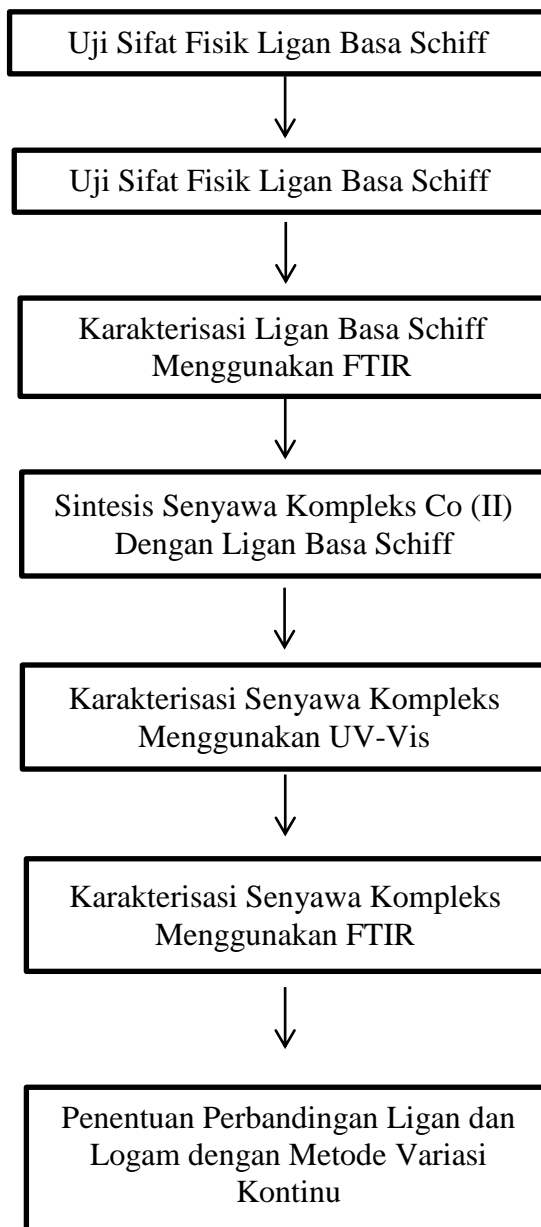 Uji Sifat Fisik Ligan Basa Schiff
Uji Sifat Fisik Ligan Basa Schiff
Karakterisasi Ligan Basa Schiff
Menggunakan FTIR
Sintesis Senyawa Kompleks Co (II)
Dengan Ligan Basa Schiff
Karakterisasi Senyawa Kompleks
Menggunakan UV-Vis
Karakterisasi Senyawa Kompleks
Menggunakan FTIR
Penentuan Perbandingan Ligan dan
Logam dengan Metode Variasi
Kontinu